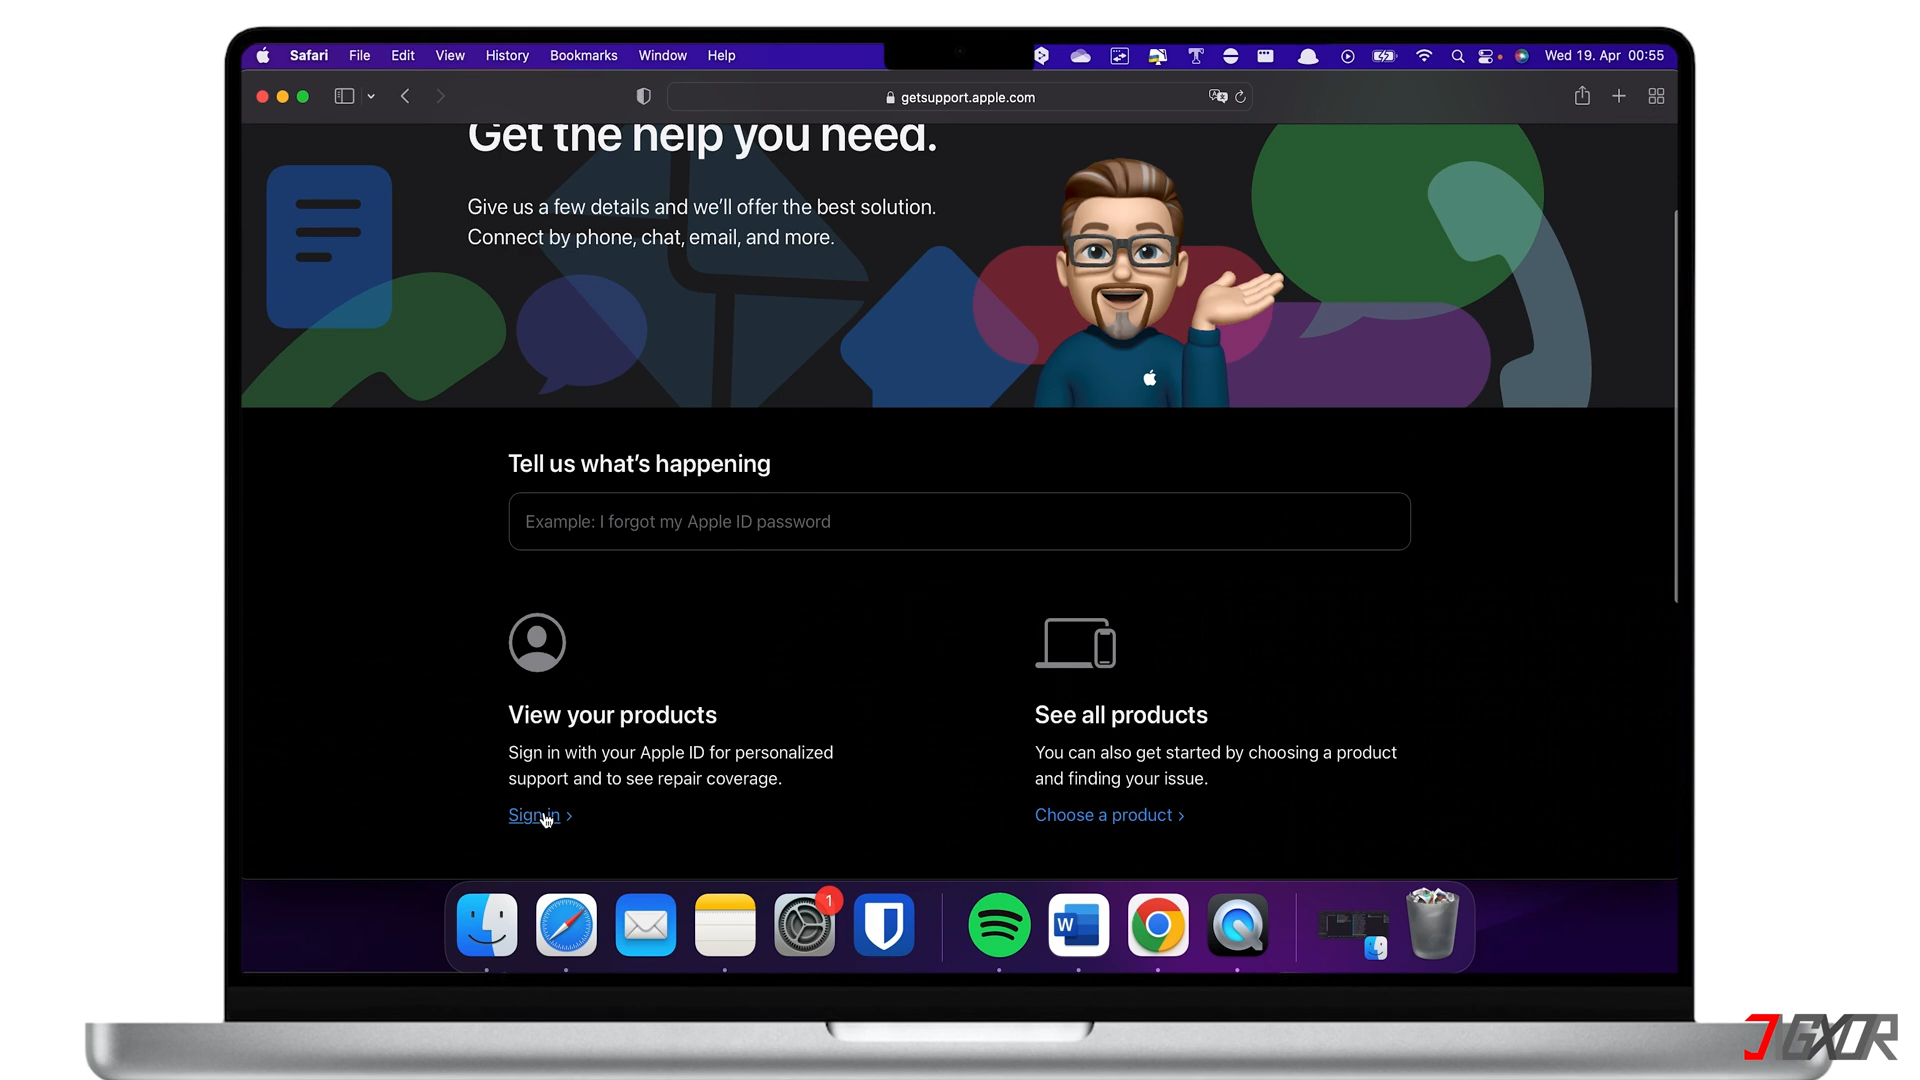 Safari File Edit View History Bookmarks Window Help
Wed 19. Apr 00:55
getsupport.apple.com
Get the help you need.
Give us a few details and we’ll offer the best solution.
Connect by phone, chat, email, and more.
Tell us what’s happening
Example: I forgot my Apple ID password
View your products
Sign in with your Apple ID for personalized
support and to see repair coverage.
Sign in ›
See all products
You can also get started by choosing a product
and finding your issue.
Choose a product ›
1
W
JGXOR